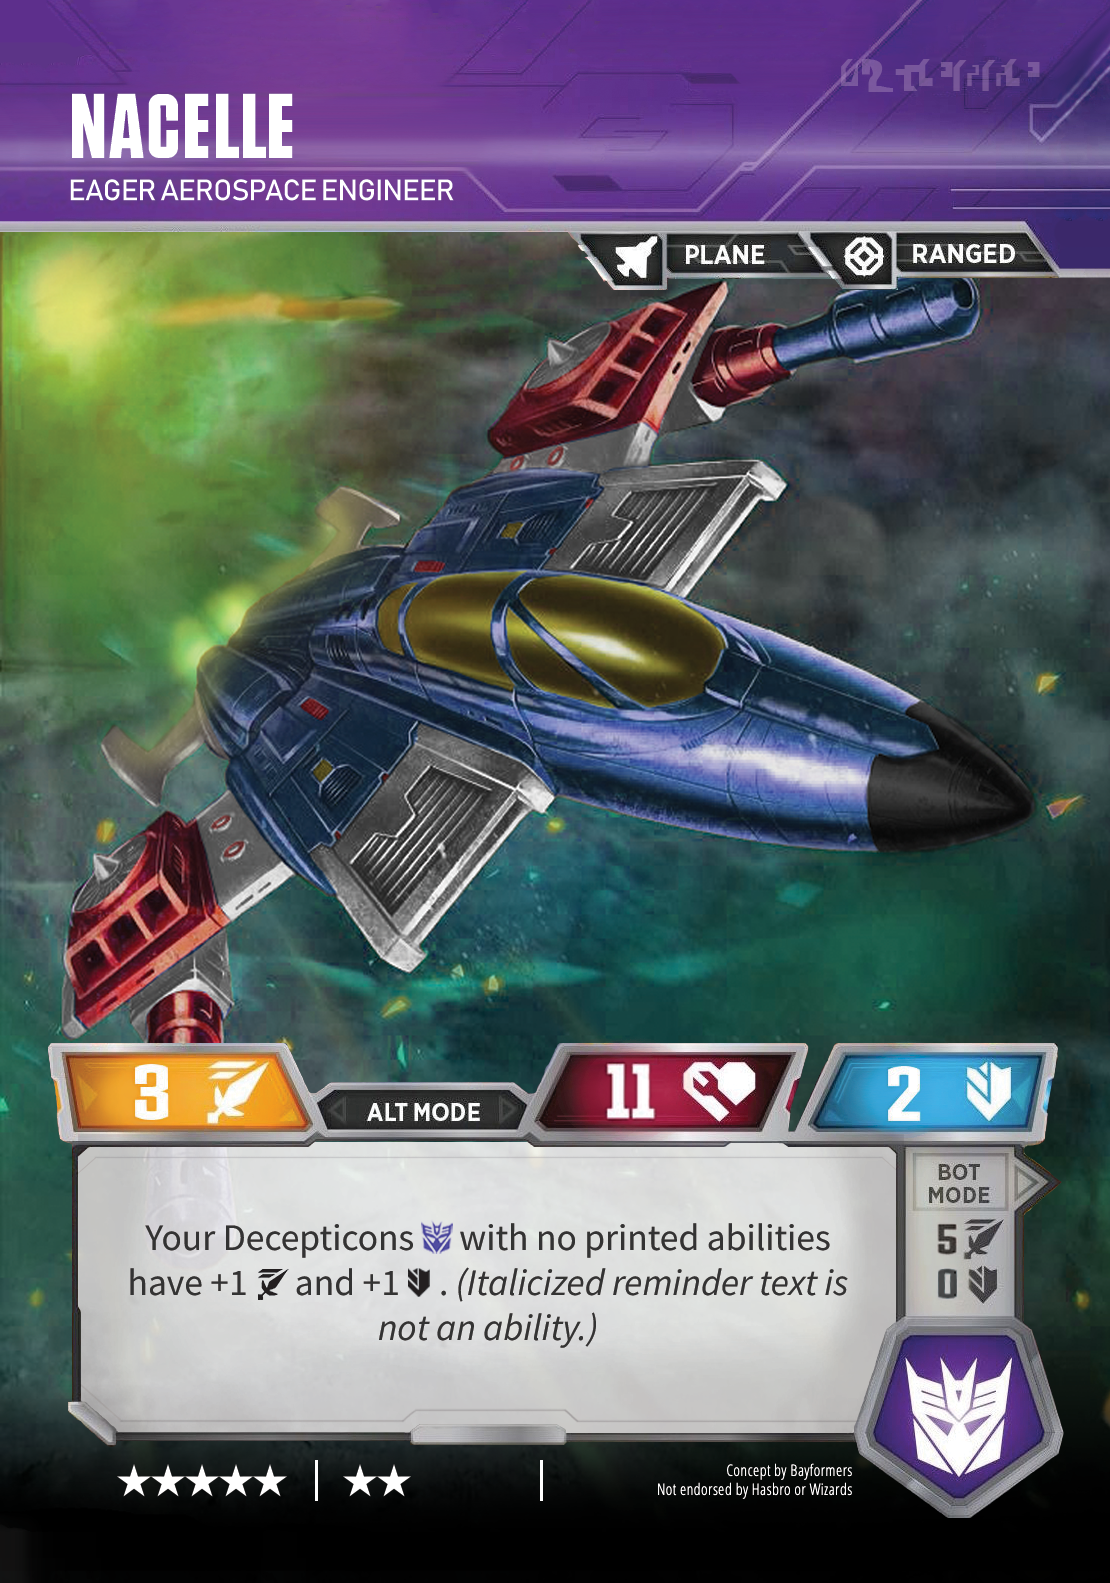 NACELLE
EAGER AEROSPACE ENGINEER
PLANE
RANGED
3
ALT MODE
11
2
BOT
MODE
5
0
Your Decepticons with no printed abilities
have +1 and +1 . (Italicized reminder text is
not an ability.)
Concept by Bayformers
Not endorsed by Hasbro or Wizards